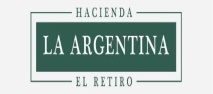 HACIENDA
LA ARGENTINA
EL RETIRO